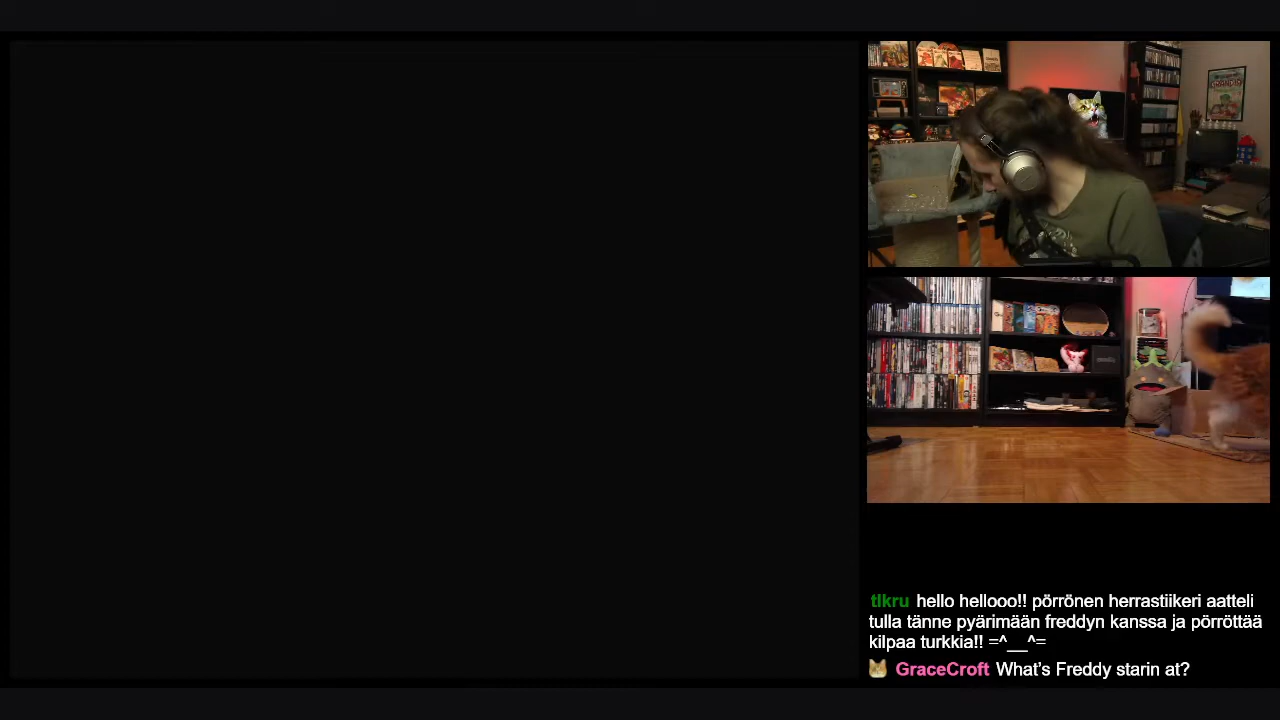 tikru hello hellooo!! pörrönen herrastiikeri aatteli
tulla tänne pyärimään freddyn kanssa ja pörröttää
kilpaa turkkia!! =^__^=
GraceCroft What’s Freddy starin at?